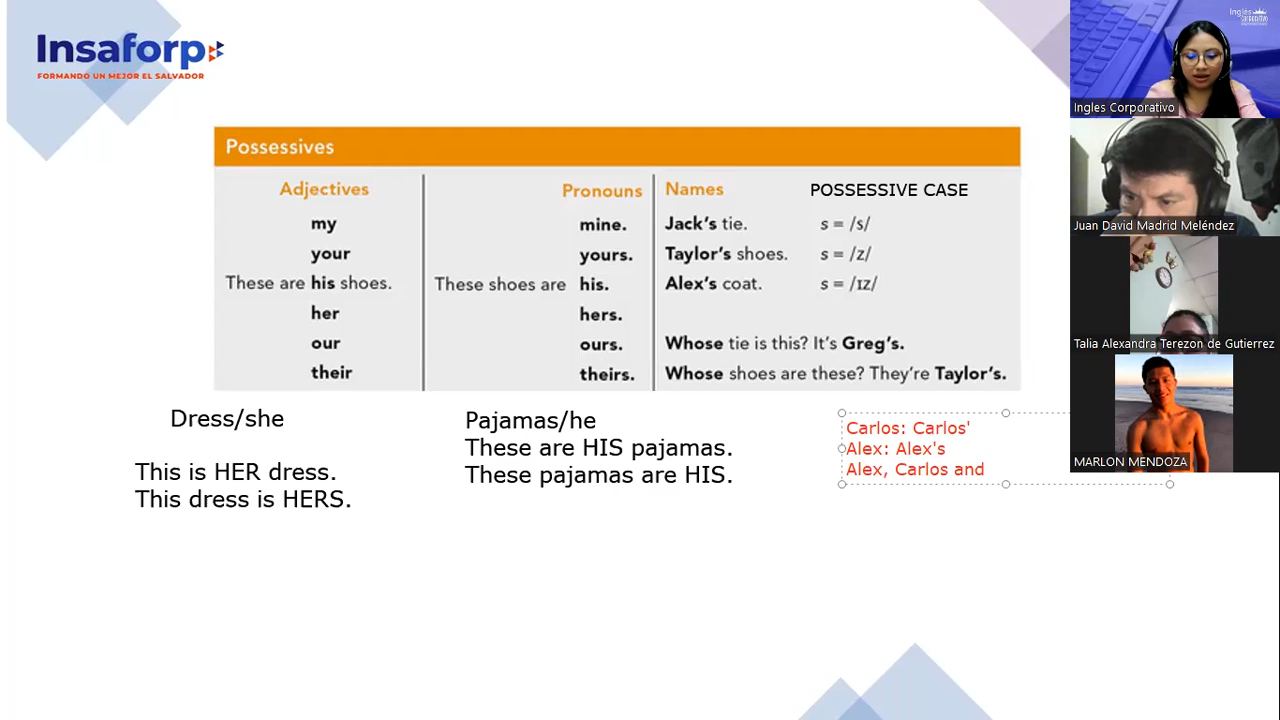 Insaforp
FORMANDO UN MEJOR EL SALVADOR
Possessives
Adjectives
my
your
These are his shoes.
her
our
their
Pronouns
mine.
yours.
These shoes are his.
hers.
ours.
theirs.
Names POSSESSIVE CASE
Jack's tie. s = /s/
Taylor's shoes. s = /z/
Alex's coat. s = /ɪz/
Whose tie is this? It's Greg's.
Whose shoes are these? They're Taylor's.
Dress/she
This is HER dress.
This dress is HERS.
Pajamas/he
These are HIS pajamas.
These pajamas are HIS.
Carlos: Carlos'
Alex: Alex's
Alex, Carlos and
Ingles Corporativo
Juan David Madrid Meléndez
Talia Alexandra Terezon de Gutierrez
MARLON MENDOZA